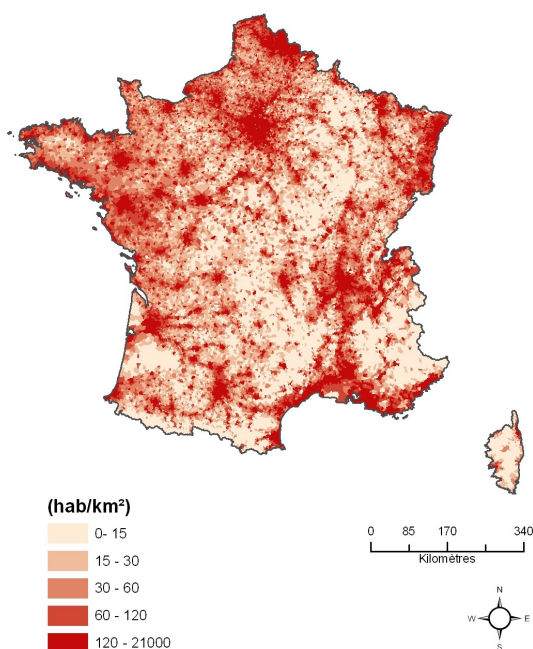 (hab/km²)
0- 15
15 - 30
30 - 60
60 - 120
120 - 21000
0 85 170 340
Kilomètres
N
W E
S